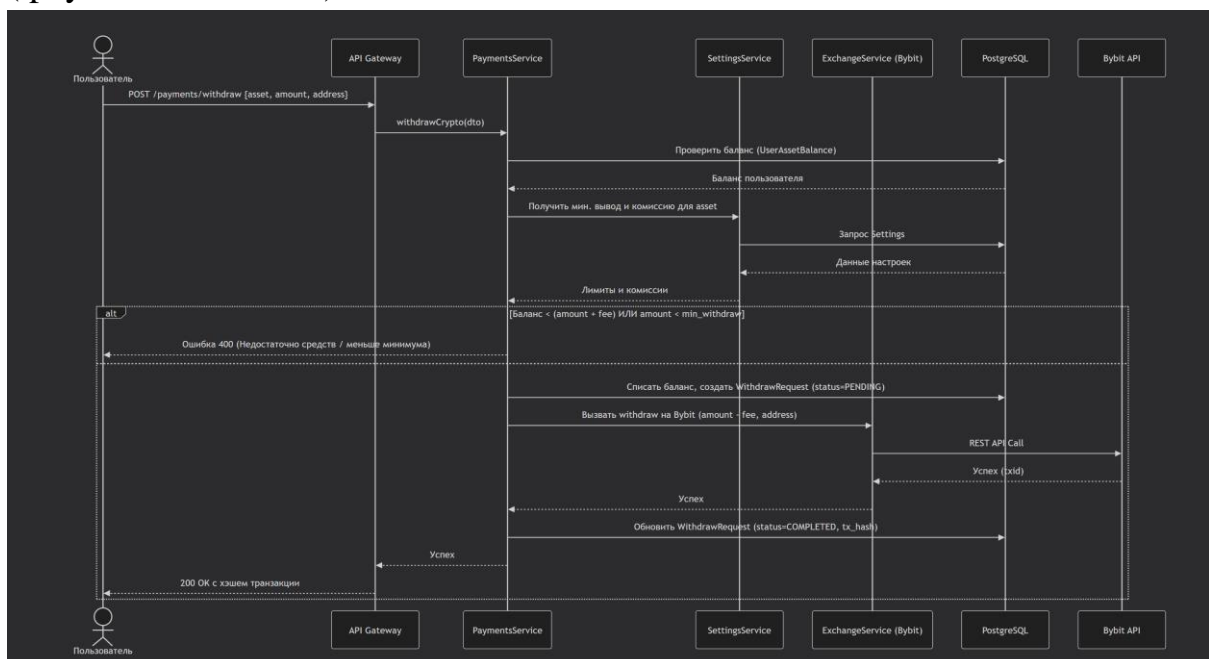 Пользователь
API Gateway
PaymentsService
SettingsService
ExchangeService (Bybit)
PostgreSQL
Bybit API
POST /payments/withdraw [asset, amount, address]
withdrawCrypto(dto)
Проверить баланс (UserAssetBalance)
Баланс пользователя
Получить мин. вывод и комиссию для asset
Запрос Settings
Данные настроек
Лимиты и комиссии
alt
[Баланс < (amount + fee) ИЛИ amount < min_withdraw]
Ошибка 400 (Недостаточно средств / меньше минимума)
Списать баланс, создать WithdrawRequest (status=PENDING)
Вызвать withdraw на Bybit (amount - fee, address)
REST API Call
Успех (txid)
Успех
Обновить WithdrawRequest (status=COMPLETED, tx_hash)
Успех
200 OK с хэшем транзакции
Пользователь
API Gateway
PaymentsService
SettingsService
ExchangeService (Bybit)
PostgreSQL
Bybit API